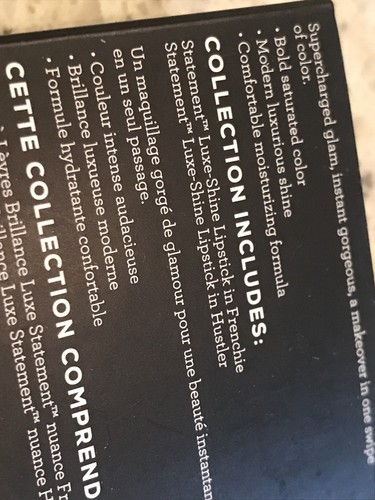 Supercharged glam, instant gorgeous, a makeover in one swipe
of color.
• Bold saturated color
• Modern luxurious shine
• Comfortable moisturizing formula
COLLECTION INCLUDES:
Statement™ Luxe-Shine Lipstick in Frenchie
Statement™ Luxe-Shine Lipstick in Hustler
Un maquillage gorgé de glamour pour une beauté instantan
en un seul passage.
• Couleur intense audacieuse
• Brillance luxueuse moderne
• Formule hydratante confortable
CETTE COLLECTION COMPREND
Lèvres Brillance Luxe Statement™ nuance Fr
Brillance Luxe Statement™ nuance H